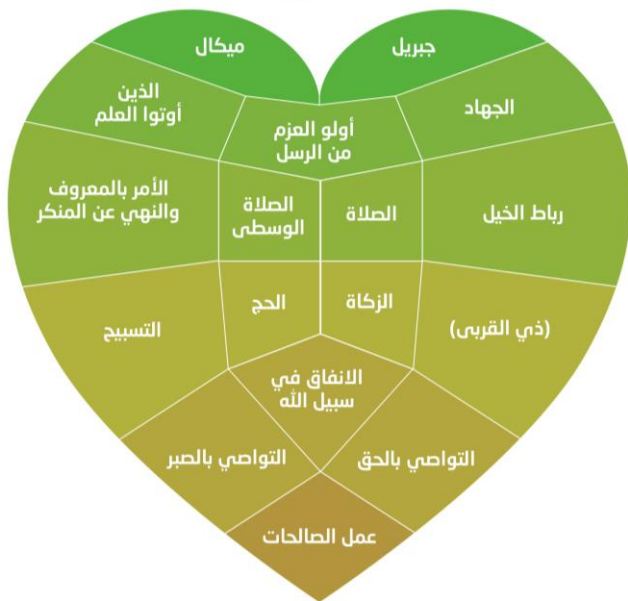 جبريل
ميكال
الجهاد
أولو العزم
من الرسل
الذين
أوتوا العلم
رباط الخيل
الصلاة
الصلاة
الوسطى
الأمر بالمعروف
والنهي عن المنكر
(ذي القربى)
الزكاة
الحج
التسبيح
الانفاق في
سبيل الله
التواصي بالحق
التواصي بالصبر
عمل الصالحات